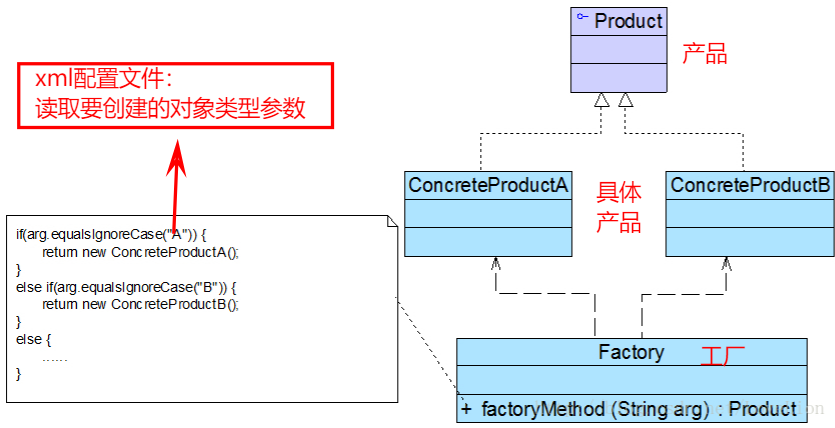 Product
产品
xml配置文件：
读取要创建的对象类型参数
ConcreteProductA
具体
产品
ConcreteProductB
if(arg.equalsIgnoreCase("A")) {
return new ConcreteProductA();
}
else if(arg.equalsIgnoreCase("B")) {
return new ConcreteProductB();
}
else {
......
}
Factory
工厂
+ factoryMethod (String arg) : Product